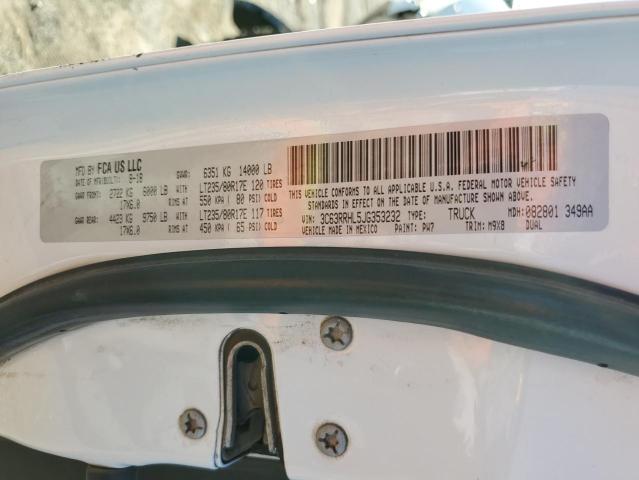 MFD BY FCA US LLC
DATE OF MFR(BUILT): 8-18 GVWR: 6351 KG 14000 LB
GAWR FRONT: 2722 KG 6000 LB WITH LT235/80R17E 120 TIRES
17X6.0 RIMS AT 550 KPA( 80 PSI) COLD
GAWR REAR: 4423 KG 9750 LB WITH LT235/80R17E 117 TIRES
17X6.0 RIMS AT 450 KPA( 65 PSI) COLD
THIS VEHICLE CONFORMS TO ALL APPLICABLE U.S.A. FEDERAL MOTOR VEHICLE SAFETY
STANDARDS IN EFFECT ON THE DATE OF MANUFACTURE SHOWN ABOVE
VIN: 3C63RRHL5JG353232 TYPE: TRUCK MDH: 082801 349AA
VEHICLE MADE IN MEXICO PAINT: PW7 TRIM: M9X8 DUAL